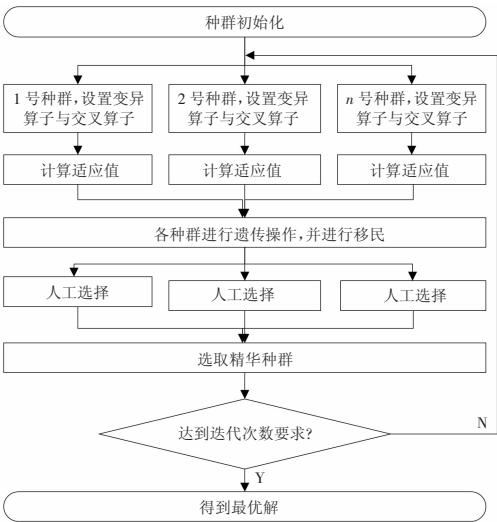 种群初始化
1号种群,设置变异
算子与交叉算子
2号种群,设置变异
算子与交叉算子
n号种群,设置变异
算子与交叉算子
计算适应值
计算适应值
计算适应值
各种群进行遗传操作,并进行移民
人工选择
人工选择
人工选择
选取精华种群
达到迭代次数要求?
N
Y
得到最优解